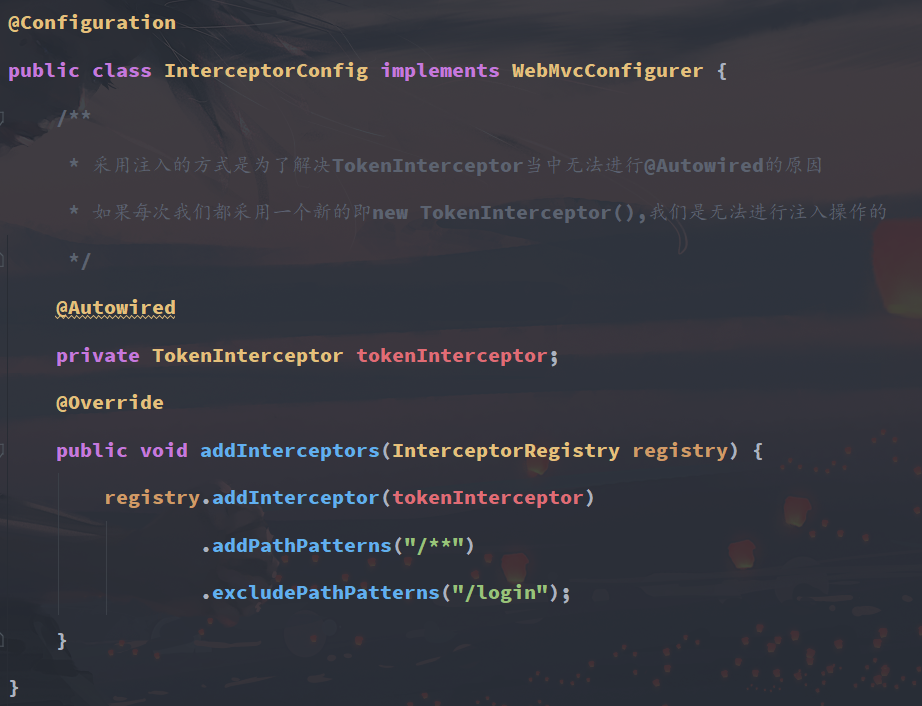 @Configuration
public class InterceptorConfig implements WebMvcConfigurer {
/**
* 采用注入的方式是为了解决TokenInterceptor当中无法进行@Autowired的原因
* 如果每次我们都采用一个新的即new TokenInterceptor(),我们是无法进行注入操作的
*/
@Autowired
private TokenInterceptor tokenInterceptor;
@Override
public void addInterceptors(InterceptorRegistry registry) {
registry.addInterceptor(tokenInterceptor)
.addPathPatterns("/**")
.excludePathPatterns("/login");
}
}